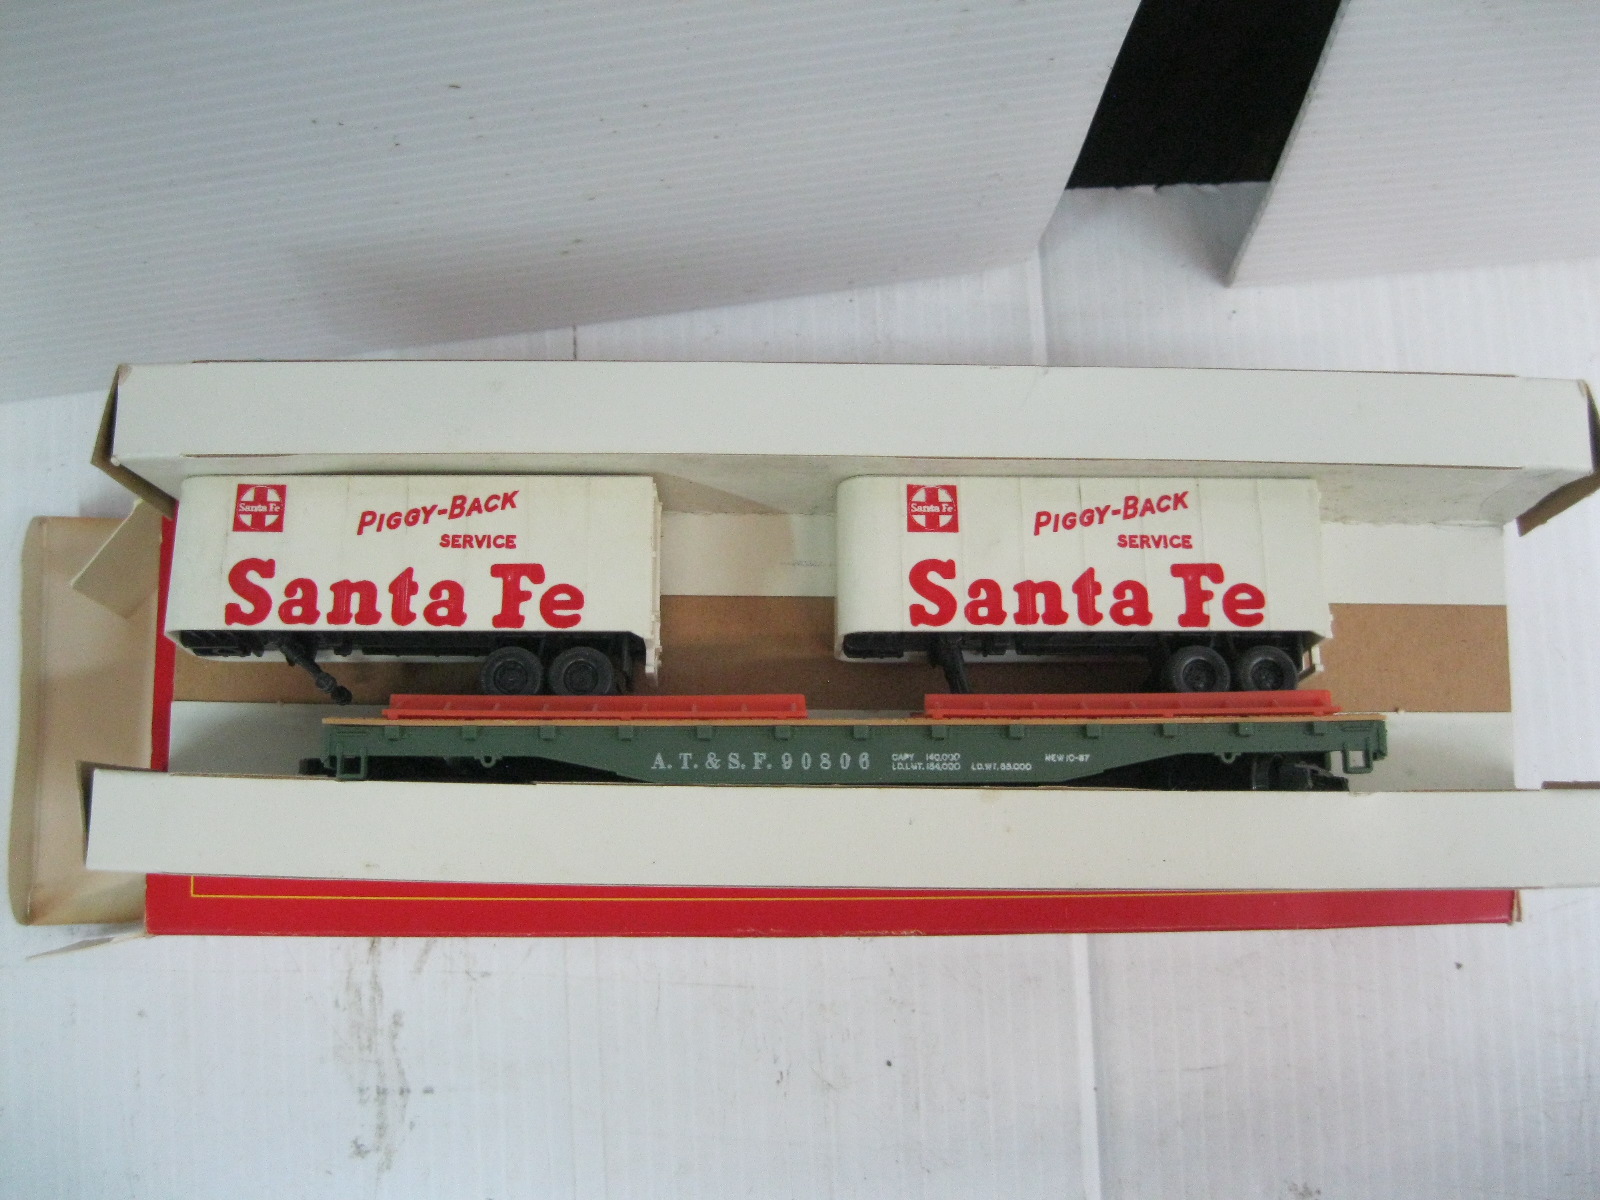 Santa Fe
PIGGY-BACK
SERVICE
Santa Fe
Santa Fe
PIGGY-BACK
SERVICE
Santa Fe
A.T. & S.F. 90806
CAPY 140,000
LD.LMT. 154,000 LD.WT. 66,000
NEW 10-57